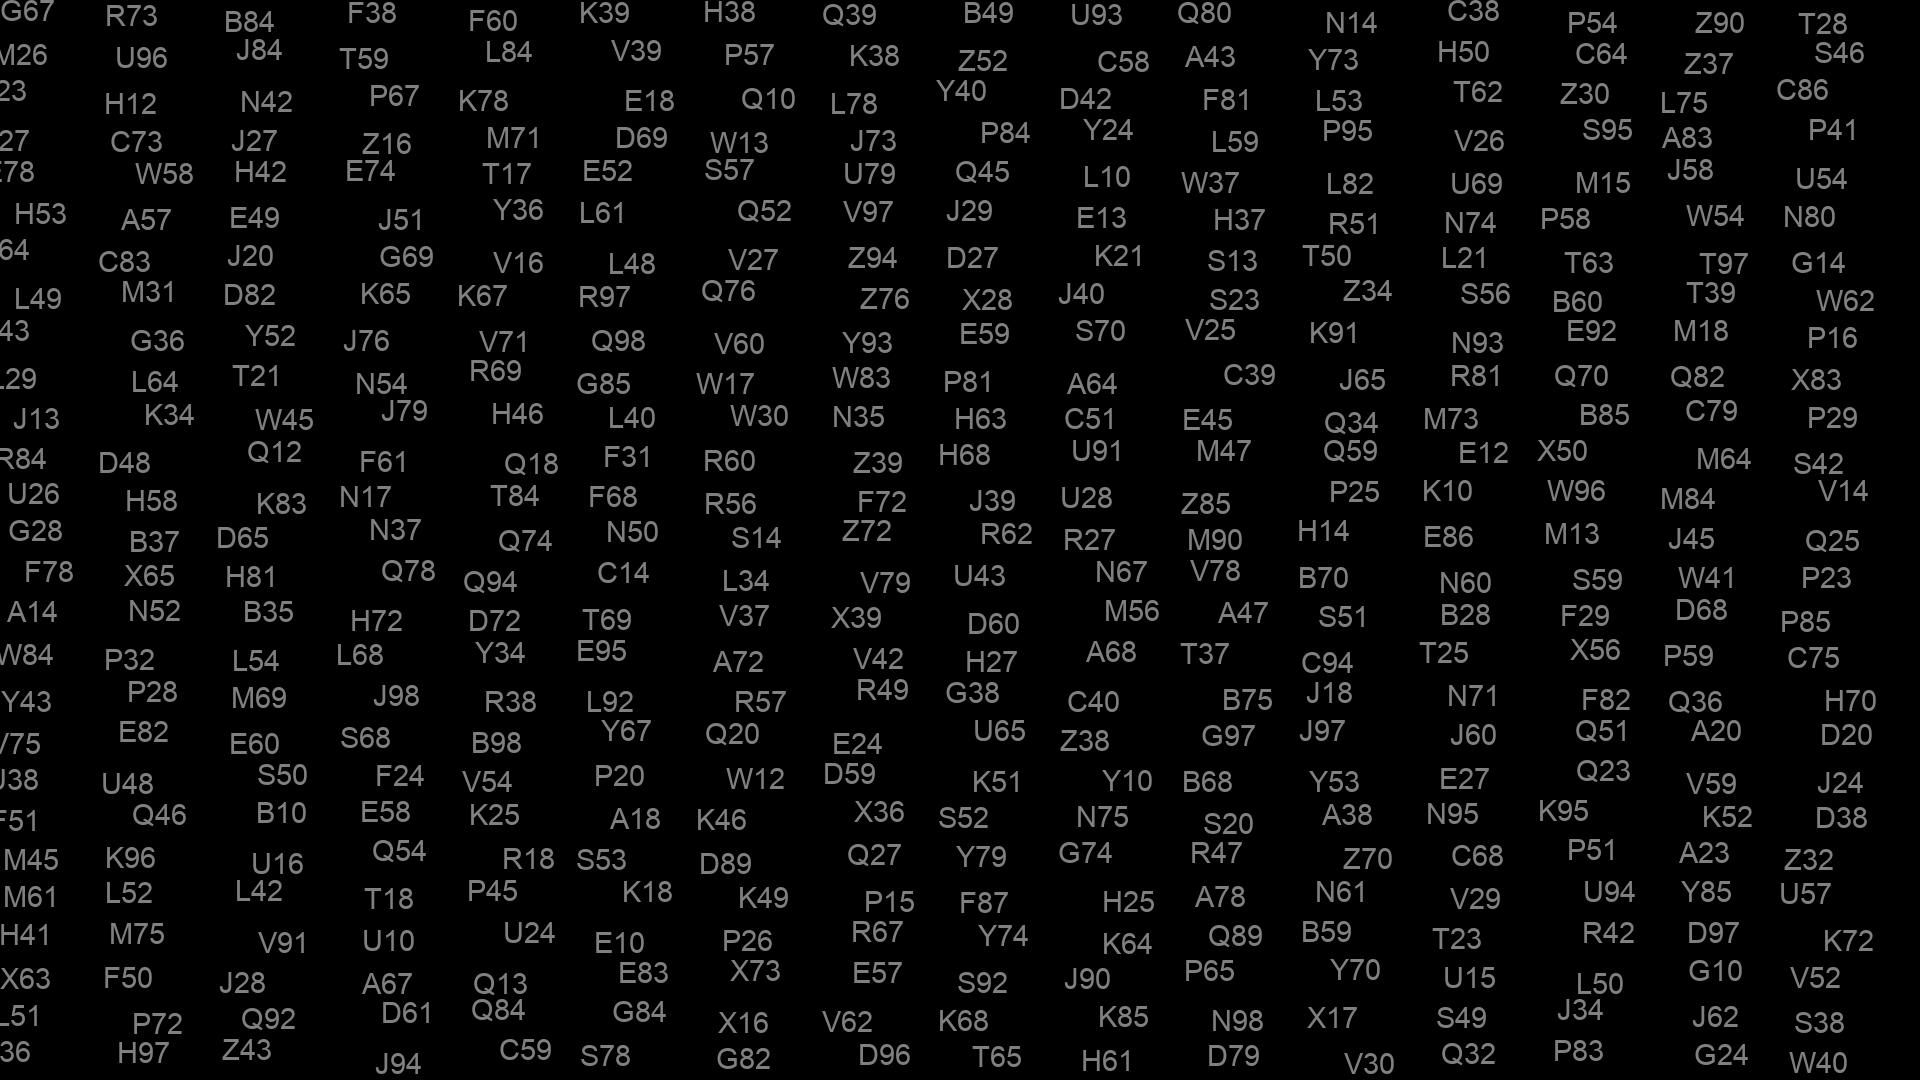 G67 R73 B84 F38 F60 K39 H38 Q39 B49 U93 Q80 N14 C38 P54 Z90 T28
M26 U96 J84 T59 L84 V39 P57 K38 Z52 C58 A43 Y73 H50 C64 Z37 S46
23 H12 N42 P67 K78 E18 Q10 L78 Y40 D42 F81 L53 T62 Z30 L75 C86
27 C73 J27 Z16 M71 D69 W13 J73 P84 Y24 L59 P95 V26 S95 A83 P41
E78 W58 H42 E74 T17 E52 S57 U79 Q45 L10 W37 L82 U69 M15 J58 U54
H53 A57 E49 J51 Y36 L61 Q52 V97 J29 E13 H37 R51 N74 P58 W54 N80
64 C83 J20 G69 V16 L48 V27 Z94 D27 K21 S13 T50 L21 T63 T97 G14
L49 M31 D82 K65 K67 R97 Q76 Z76 X28 J40 S23 Z34 S56 B60 T39 W62
43 G36 Y52 J76 V71 Q98 V60 Y93 E59 S70 V25 K91 N93 E92 M18 P16
L29 L64 T21 N54 R69 G85 W17 W83 P81 A64 C39 J65 R81 Q70 Q82 X83
J13 K34 W45 J79 H46 L40 W30 N35 H63 C51 E45 Q34 M73 B85 C79 P29
R84 D48 Q12 F61 Q18 F31 R60 Z39 H68 U91 M47 Q59 E12 X50 M64 S42
U26 H58 K83 N17 T84 F68 R56 F72 J39 U28 Z85 P25 K10 W96 M84 V14
G28 B37 D65 N37 Q74 N50 S14 Z72 R62 R27 M90 H14 E86 M13 J45 Q25
F78 X65 H81 Q78 Q94 C14 L34 V79 U43 N67 V78 B70 N60 S59 W41 P23
A14 N52 B35 H72 D72 T69 V37 X39 D60 M56 A47 S51 B28 F29 D68 P85
W84 P32 L54 L68 Y34 E95 A72 V42 H27 A68 T37 C94 T25 X56 P59 C75
Y43 P28 M69 J98 R38 L92 R57 R49 G38 C40 B75 J18 N71 F82 Q36 H70
V75 E82 E60 S68 B98 Y67 Q20 E24 U65 Z38 G97 J97 J60 Q51 A20 D20
J38 U48 S50 F24 V54 P20 W12 D59 K51 Y10 B68 Y53 E27 Q23 V59 J24
F51 Q46 B10 E58 K25 A18 K46 X36 S52 N75 S20 A38 N95 K95 K52 D38
M45 K96 U16 Q54 R18 S53 D89 Q27 Y79 G74 R47 Z70 C68 P51 A23 Z32
M61 L52 L42 T18 P45 K18 K49 P15 F87 H25 A78 N61 V29 U94 Y85 U57
H41 M75 V91 U10 U24 E10 P26 R67 Y74 K64 Q89 B59 T23 R42 D97 K72
X63 F50 J28 A67 Q13 E83 X73 E57 S92 J90 P65 Y70 U15 L50 G10 V52
L51 P72 Q92 D61 Q84 G84 X16 V62 K68 K85 N98 X17 S49 J34 J62 S38
36 H97 Z43 J94 C59 S78 G82 D96 T65 H61 D79 V30 Q32 P83 G24 W40